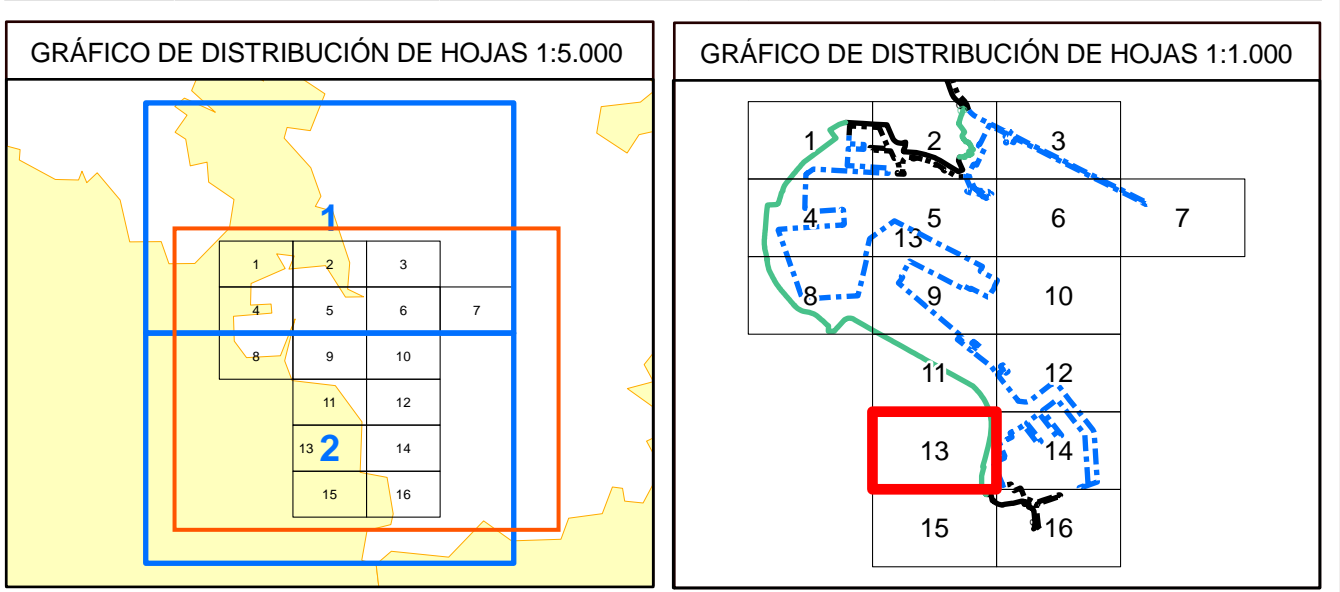 GRÁFICO DE DISTRIBUCIÓN DE HOJAS 1:5.000
1
1 2 3
4 5 6 7
8 9 10
11 12
13 2 14
15 16
GRÁFICO DE DISTRIBUCIÓN DE HOJAS 1:1.000
1 2 3
4 5 6 7
13
8 9 10
11 12
13 14
15 16